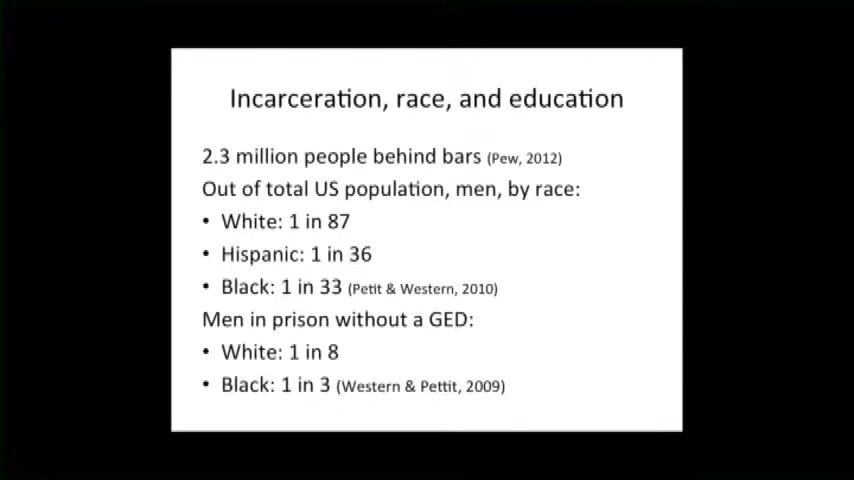 Incarceration, race, and education
2.3 million people behind bars (Pew, 2012)
Out of total US population, men, by race:
• White: 1 in 87
• Hispanic: 1 in 36
• Black: 1 in 33 (Petit & Western, 2010)
Men in prison without a GED:
• White: 1 in 8
• Black: 1 in 3 (Western & Pettit, 2009)